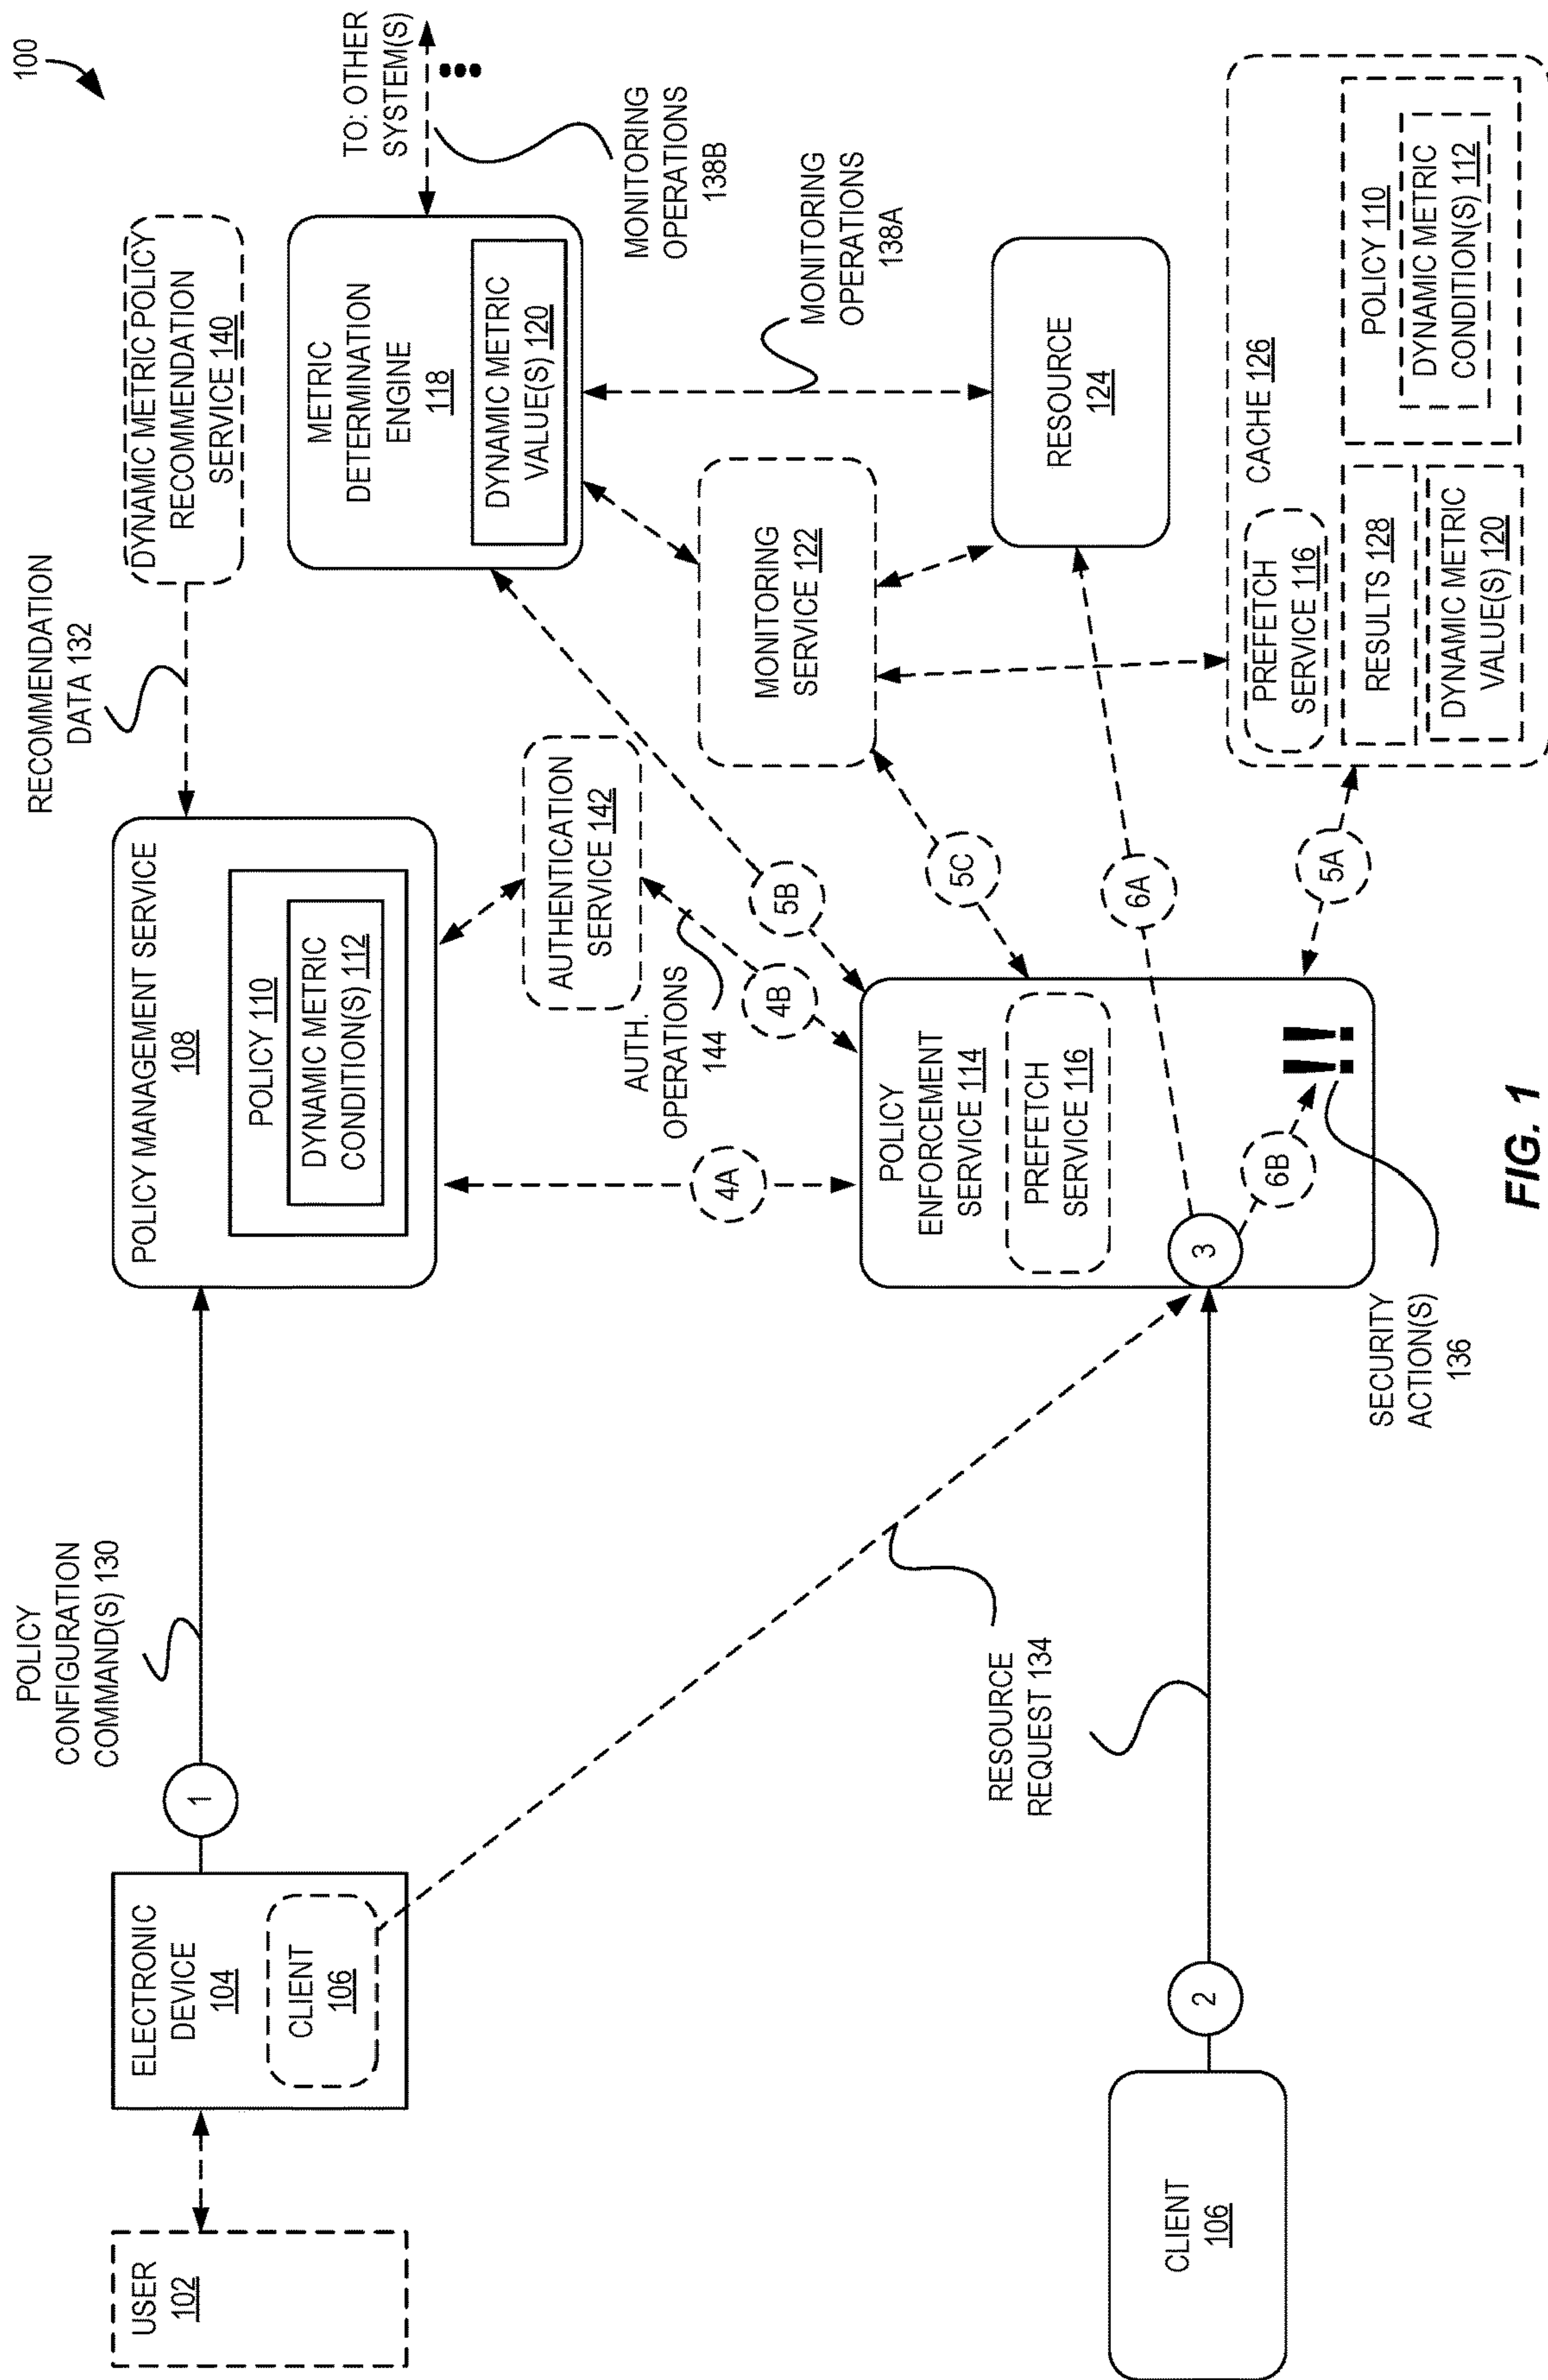 100
USER
102
ELECTRONIC
DEVICE
104
CLIENT
106
1
POLICY
CONFIGURATION
COMMAND(S) 130
POLICY MANAGEMENT SERVICE
108
POLICY 110
DYNAMIC METRIC
CONDITION(S) 112
RECOMMENDATION
DATA 132
DYNAMIC METRIC POLICY
RECOMMENDATION
SERVICE 140
TO: OTHER
SYSTEM(S)
METRIC
DETERMINATION
ENGINE
118
DYNAMIC METRIC
VALUE(S) 120
MONITORING
OPERATIONS
138B
AUTHENTICATION
SERVICE 142
AUTH.
OPERATIONS
144
4A
4B
5B
MONITORING
SERVICE 122
MONITORING
OPERATIONS
138A
5C
RESOURCE
124
6A
POLICY
ENFORCEMENT
SERVICE 114
PREFETCH
SERVICE 116
3
6B
5A
SECURITY
ACTION(S)
136
RESOURCE
REQUEST 134
CLIENT
106
2
CACHE 126
PREFETCH
SERVICE 116
RESULTS 128
DYNAMIC METRIC
VALUE(S) 120
POLICY 110
DYNAMIC METRIC
CONDITION(S) 112
FIG. 1